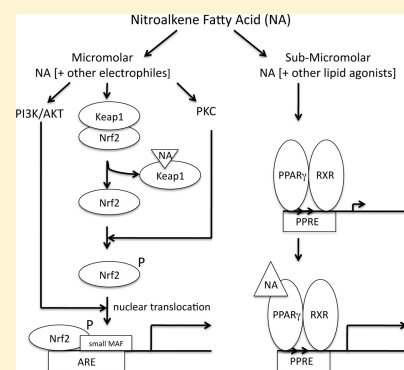 Nitroalkene Fatty Acid (NA)
Micromolar
NA [+ other electrophiles]
Sub-Micromolar
NA [+ other lipid agonists]
PI3K/AKT
PKC
Keap1
Nrf2
NA
Keap1
Nrf2
P
Nrf2
nuclear translocation
P
Nrf2
small MAF
ARE
PPARγ
RXR
PPRE
NA
PPARγ
RXR
PPRE